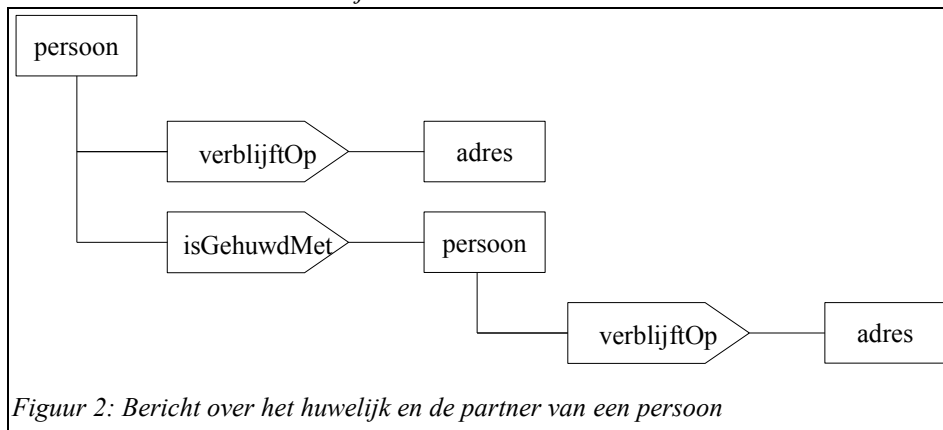 persoon
verblijftOp
adres
isGehuwdMet
persoon
verblijftOp
adres
Figuur 2: Bericht over het huwelijk en de partner van een persoon